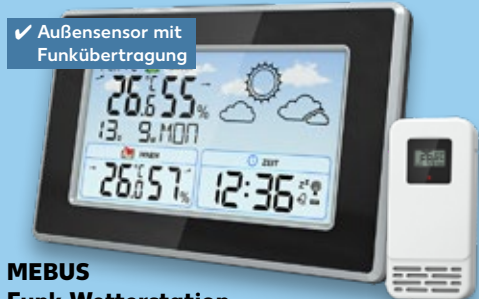 ✔ Außensensor mit
Funkübertragung
26.6°C 55%
13. 9. MON
INNEN
ZEIT
26.0°C 57%
12:36
MEBUS
Funk-Wetterstation